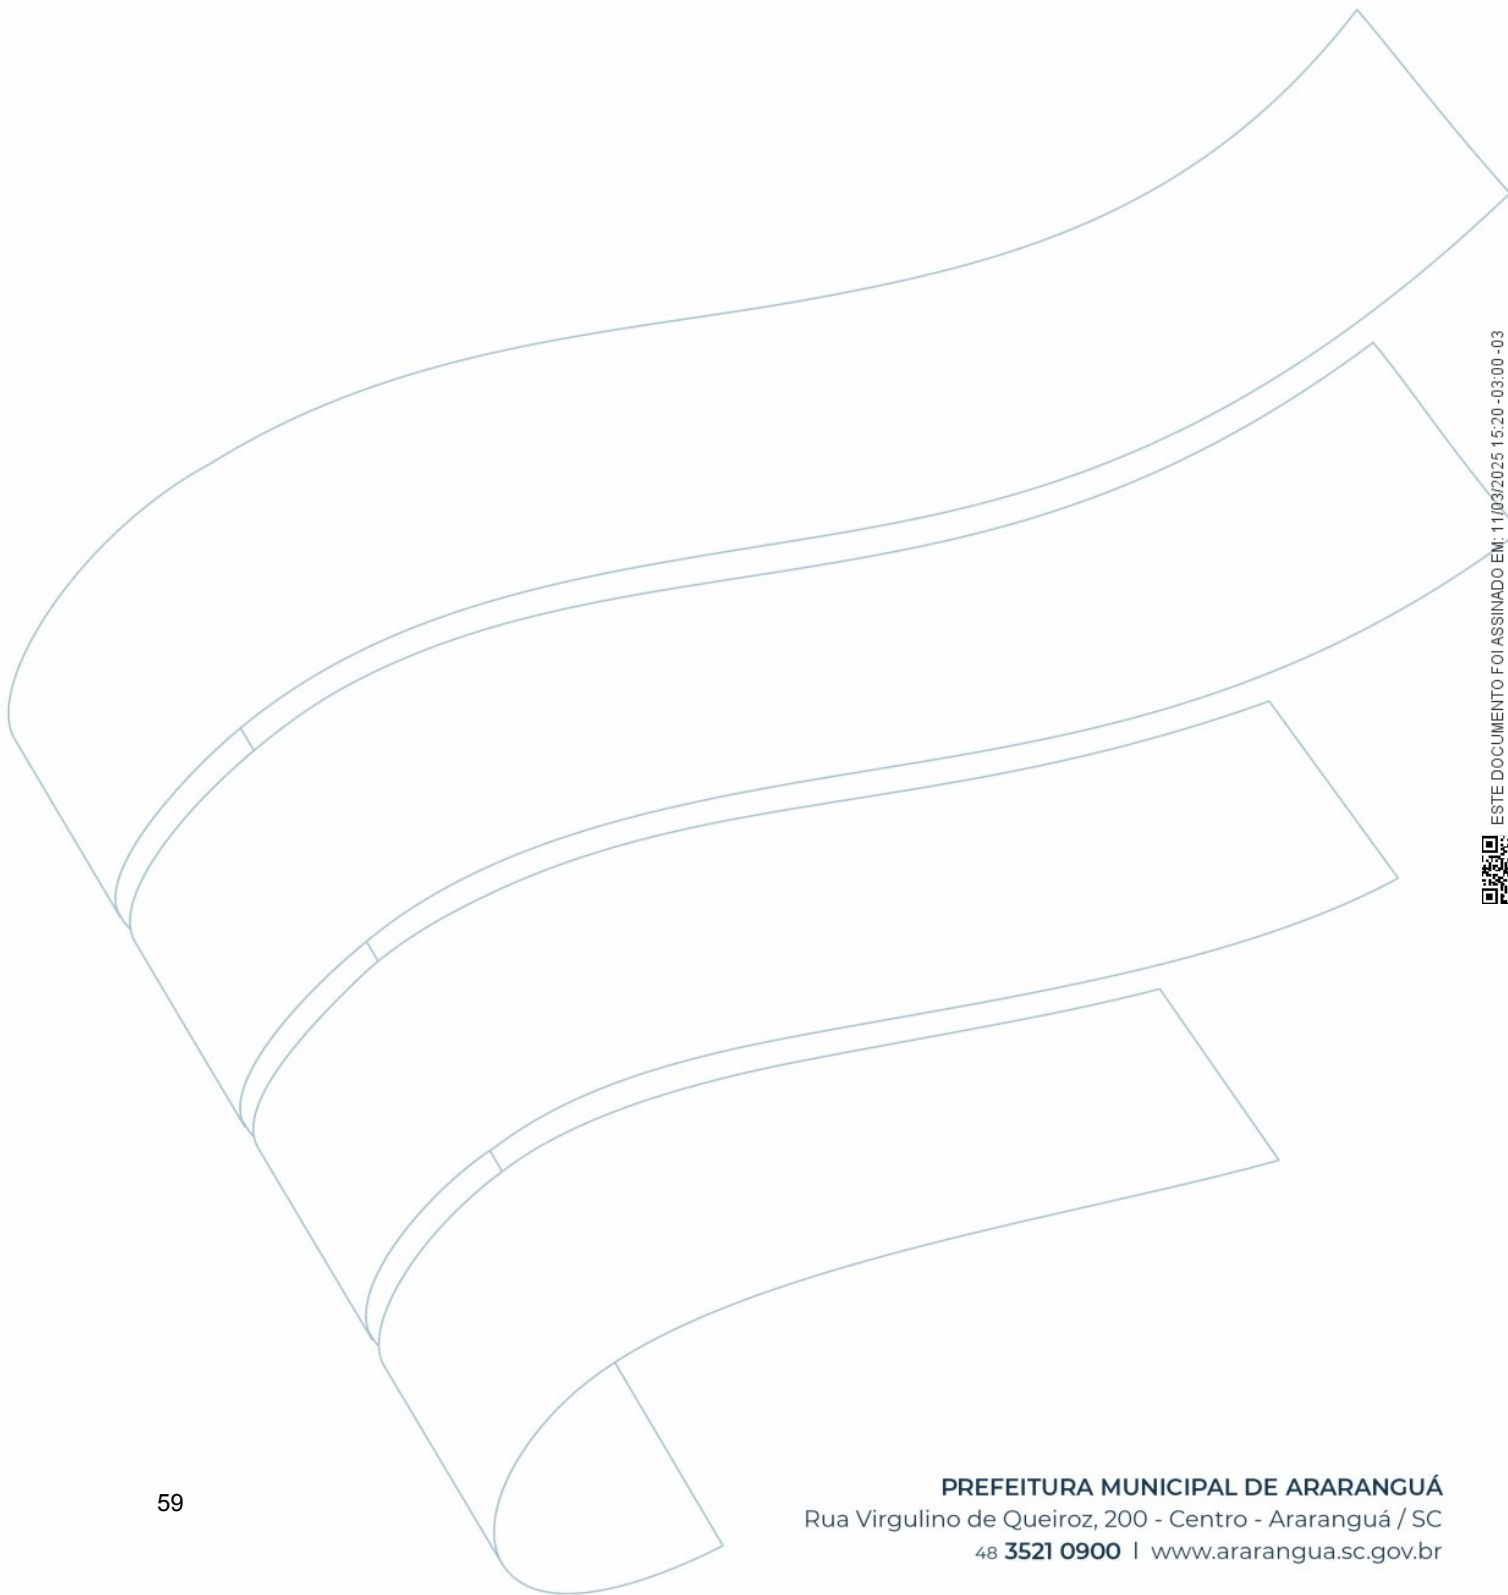 ESTE DOCUMENTO FOI ASSINADO EM: 11/03/2025 15:20 -03:00 -03
59
PREFEITURA MUNICIPAL DE ARARANGUÁ
Rua Virgulino de Queiroz, 200 - Centro - Araranguá / SC
48 3521 0900 | www.ararangua.sc.gov.br